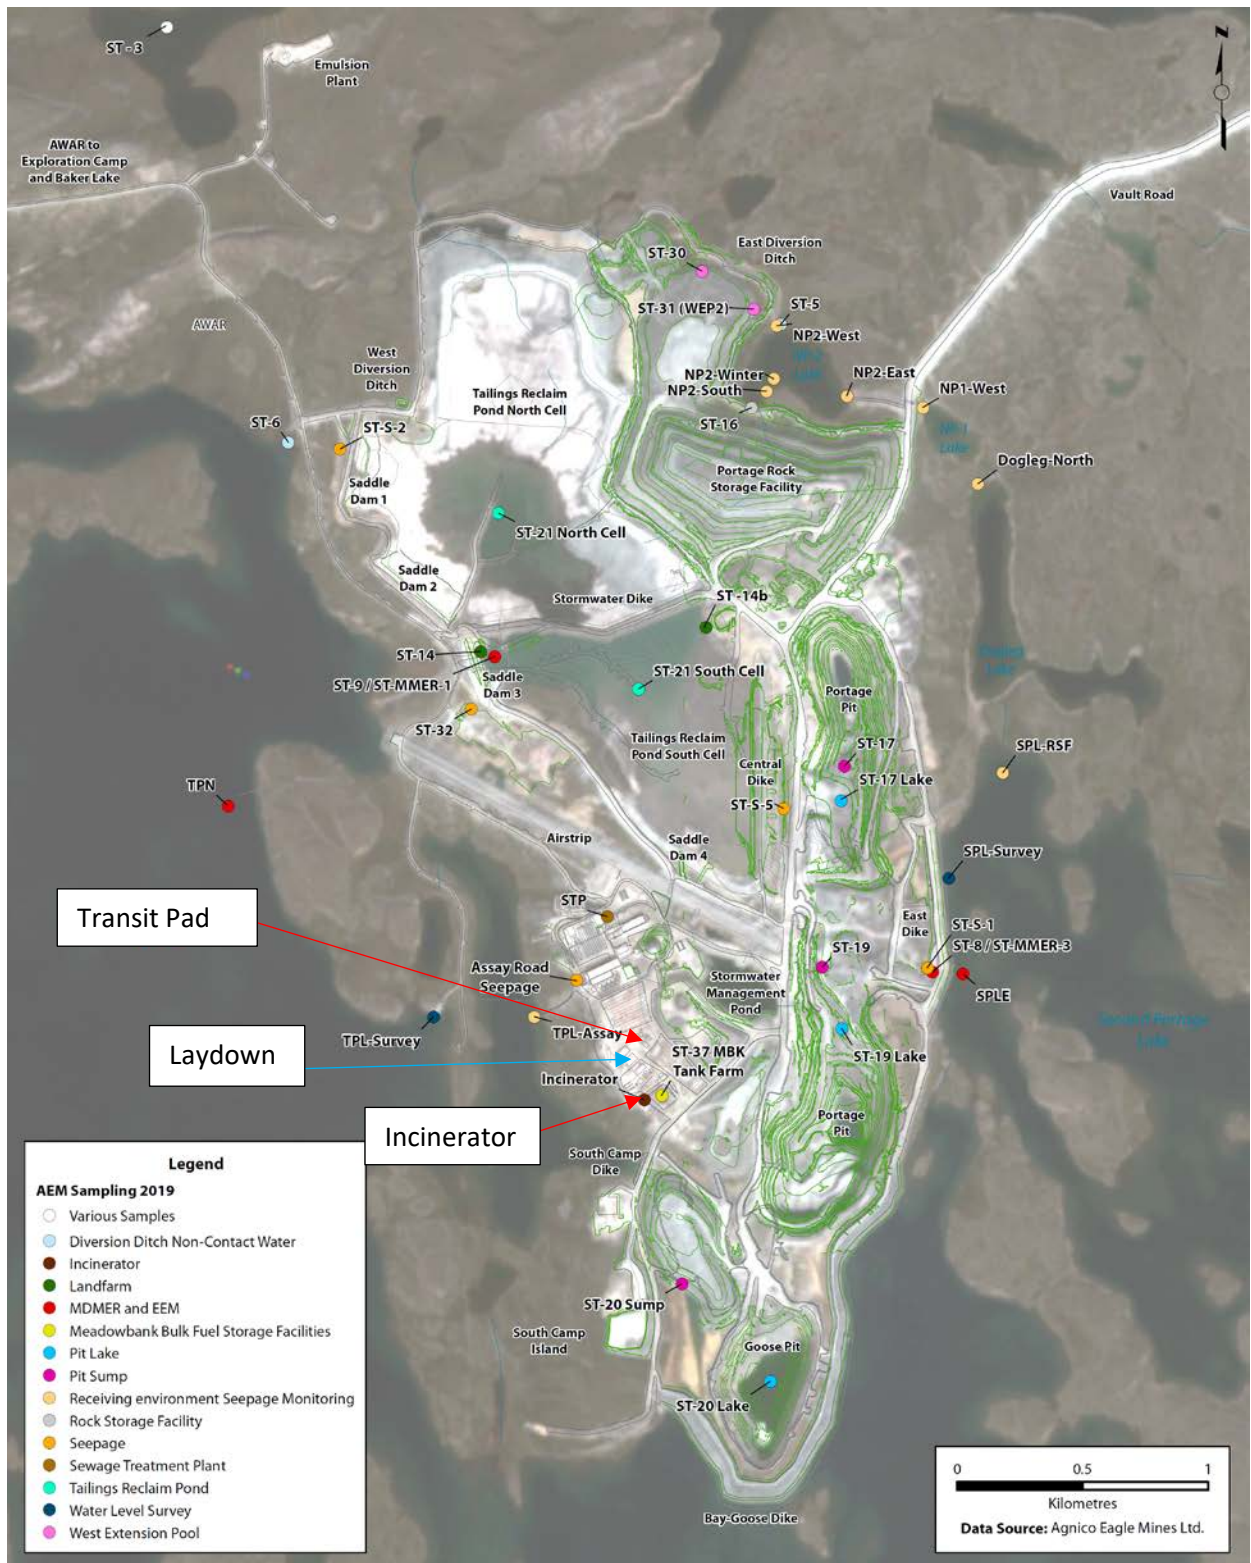 ST - 3
Emulsion
Plant
N
AWAR to
Exploration Camp
and Baker Lake
Vault Road
East Diversion
Ditch
ST-30
ST-31 (WEP2)
ST-5
NP2-West
NP-2
Lake
AWAR
West
Diversion
Ditch
Tailings Reclaim
Pond North Cell
NP2-Winter
NP2-South
NP2-East
NP1-West
ST-16
NP-1
Lake
ST-6
ST-S-2
Saddle
Dam 1
Portage Rock
Storage Facility
Dogleg-North
ST-21 North Cell
Saddle
Dam 2
Stormwater Dike
ST -14b
ST-14
ST-9 / ST-MMER-1
Saddle
Dam 3
ST-21 South Cell
Dogleg
Lake
Portage
Pit
ST-32
Tailings Reclaim
Pond South Cell
Central
Dike
ST-17
SPL-RSF
TPN
ST-17 Lake
ST-S-5
Airstrip
Saddle
Dam 4
SPL-Survey
Transit Pad
STP
East
Dike
ST-S-1
ST-8 / ST-MMER-3
ST-19
Assay Road
Seepage
Stormwater
Management
Pond
SPLE
TPL-Survey
TPL-Assay
Second Portage
Lake
Laydown
ST-37 MBK
Tank Farm
ST-19 Lake
Incinerator
Incinerator
Portage
Pit
South Camp
Dike
ST-20 Sump
South Camp
Island
Goose Pit
ST-20 Lake
Bay-Goose Dike
Legend
AEM Sampling 2019
Various Samples
Diversion Ditch Non-Contact Water
Incinerator
Landfarm
MDMER and EEM
Meadowbank Bulk Fuel Storage Facilities
Pit Lake
Pit Sump
Receiving environment Seepage Monitoring
Rock Storage Facility
Seepage
Sewage Treatment Plant
Tailings Reclaim Pond
Water Level Survey
West Extension Pool
0 0.5 1
Kilometres
Data Source: Agnico Eagle Mines Ltd.